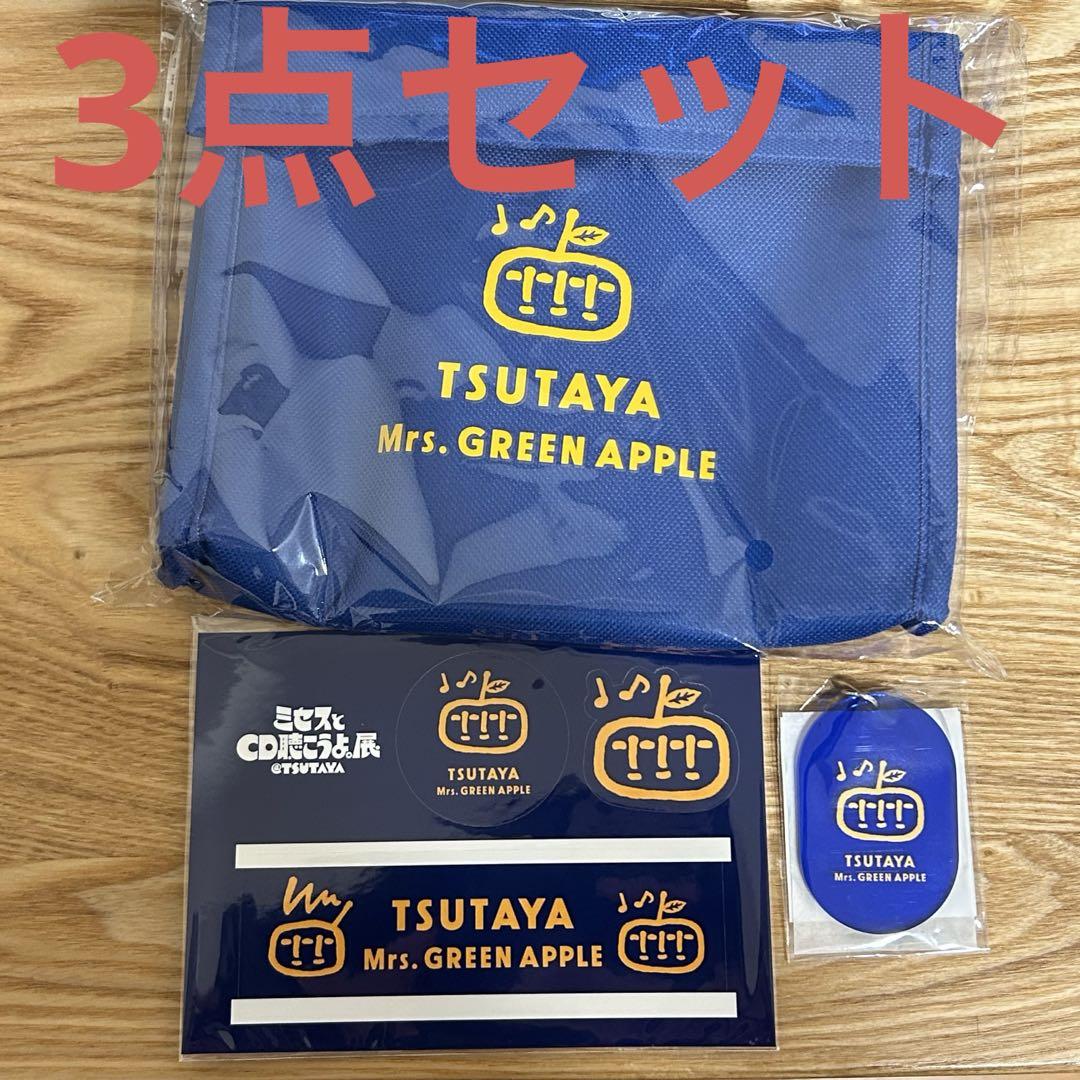 3点セット
TSUTAYA
Mrs. GREEN APPLE
ミセスと
CD聴こうよ。展
@TSUTAYA
TSUTAYA
Mrs. GREEN APPLE
TSUTAYA
Mrs. GREEN APPLE
TSUTAYA
Mrs. GREEN APPLE